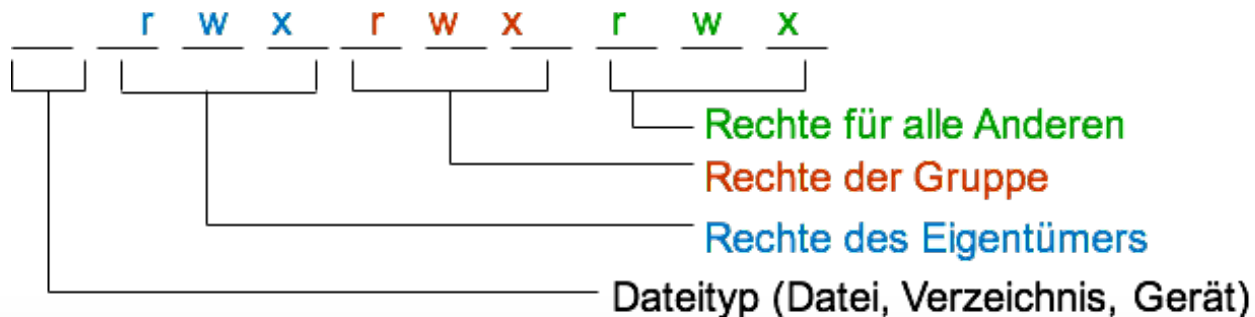 r w x r w x r w x
Rechte für alle Anderen
Rechte der Gruppe
Rechte des Eigentümers
Dateityp (Datei, Verzeichnis, Gerät)